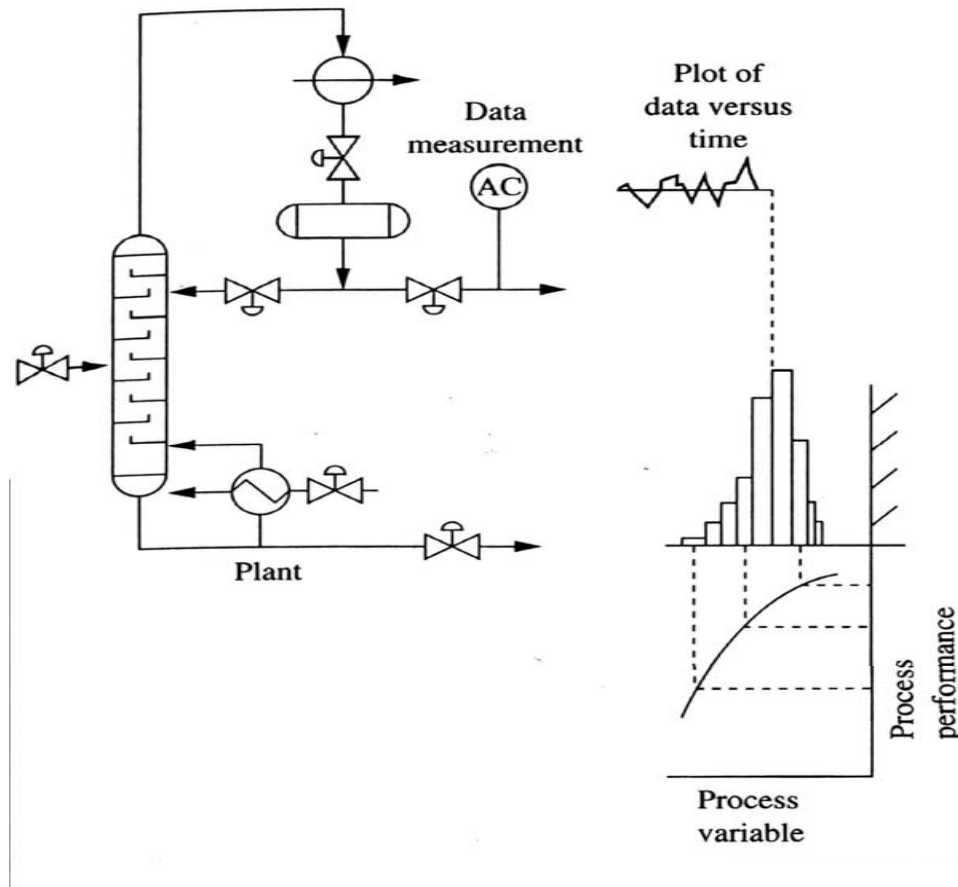 Data
measurement
AC
Plot of
data versus
time
Plant
Process
performance
Process
variable